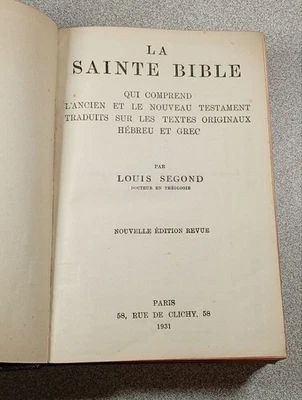 LA
SAINTE BIBLE
QUI COMPREND
L'ANCIEN ET LE NOUVEAU TESTAMENT
TRADUITS SUR LES TEXTES ORIGINAUX
HÉBREU ET GREC
PAR
LOUIS SEGOND
DOCTEUR EN THÉOLOGIE
NOUVELLE ÉDITION REVUE
PARIS
58, RUE DE CLICHY, 58
1931